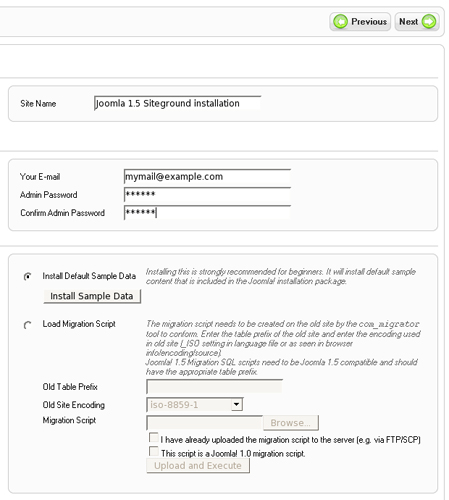 Previous Next
Site Name Joomla 1.5 Siteground installation
Your E-mail mymail@example.com
Admin Password ******
Confirm Admin Password ******
Install Default Sample Data
Installing this is strongly recommended for beginners. It will install default sample
content that is included in the Joomla! installation package.
Install Sample Data
Load Migration Script
The migration script needs to be created on the old site by the com_migrator
tool to conform. Enter the table prefix of the old site and enter the encoding used
in old site (_ISO setting in language file or as seen in browser
info/encoding/source).
Joomla! 1.5 Migration SQL scripts need to be Joomla 1.5 compatible and should
have the appropriate table prefix.
Old Table Prefix
Old Site Encoding iso-8859-1
Migration Script Browse...
I have already uploaded the migration script to the server (e.g. via FTP/SCP)
This script is a Joomla! 1.0 migration script.
Upload and Execute